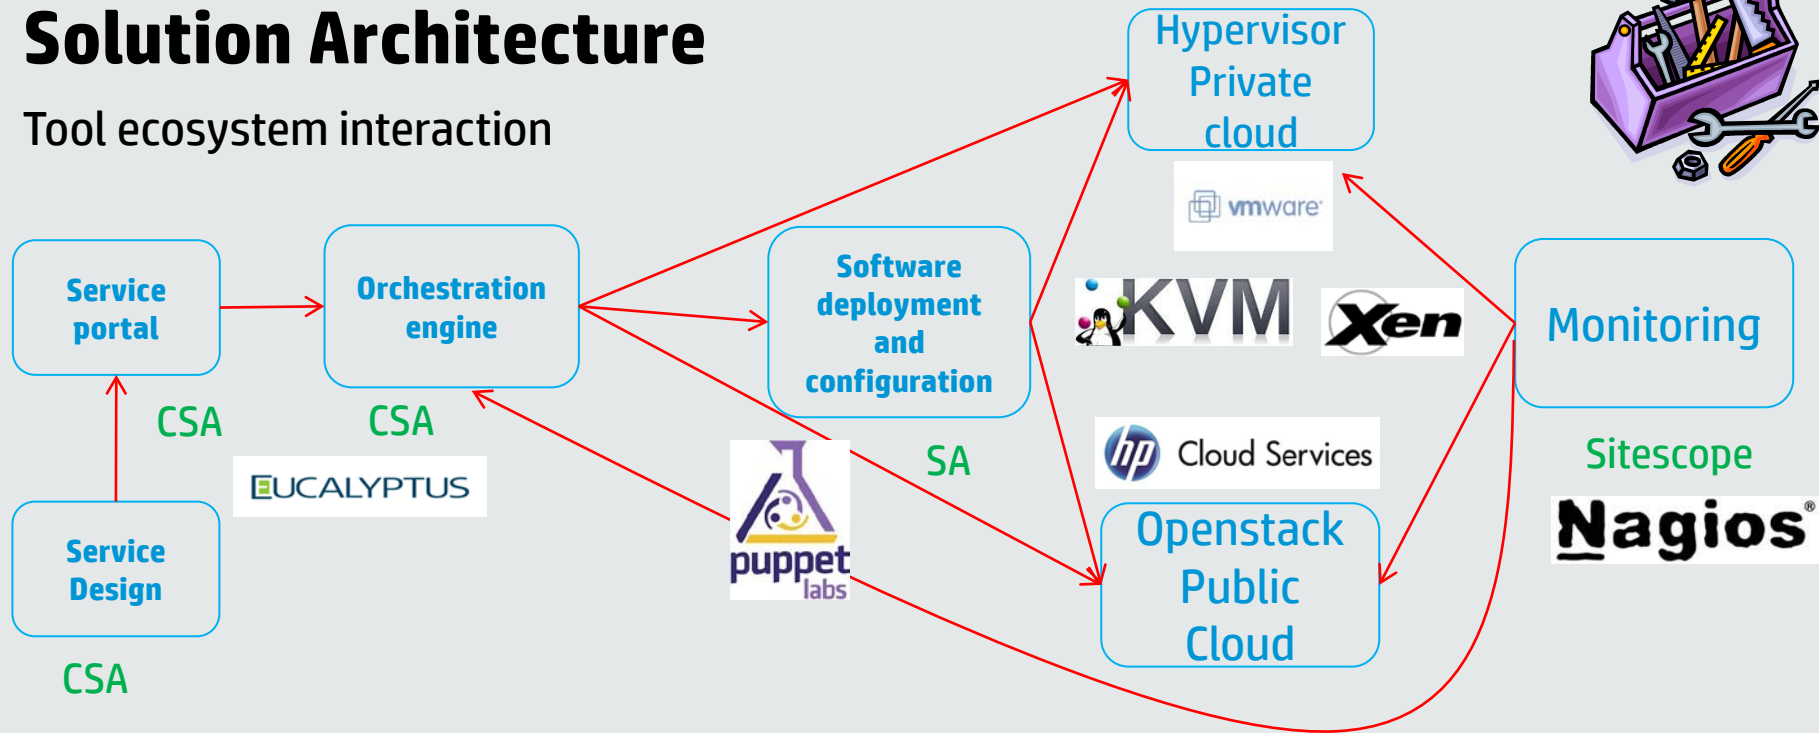 Solution Architecture
Tool ecosystem interaction
Hypervisor
Private
cloud
vmware
Service
portal
Orchestration
engine
Software
deployment
and
configuration
KVM
Xen
Monitoring
CSA
CSA
SA
hp Cloud Services
Sitescope
EUCALYPTUS
puppet
labs
Nagios®
Service
Design
Openstack
Public
Cloud
CSA